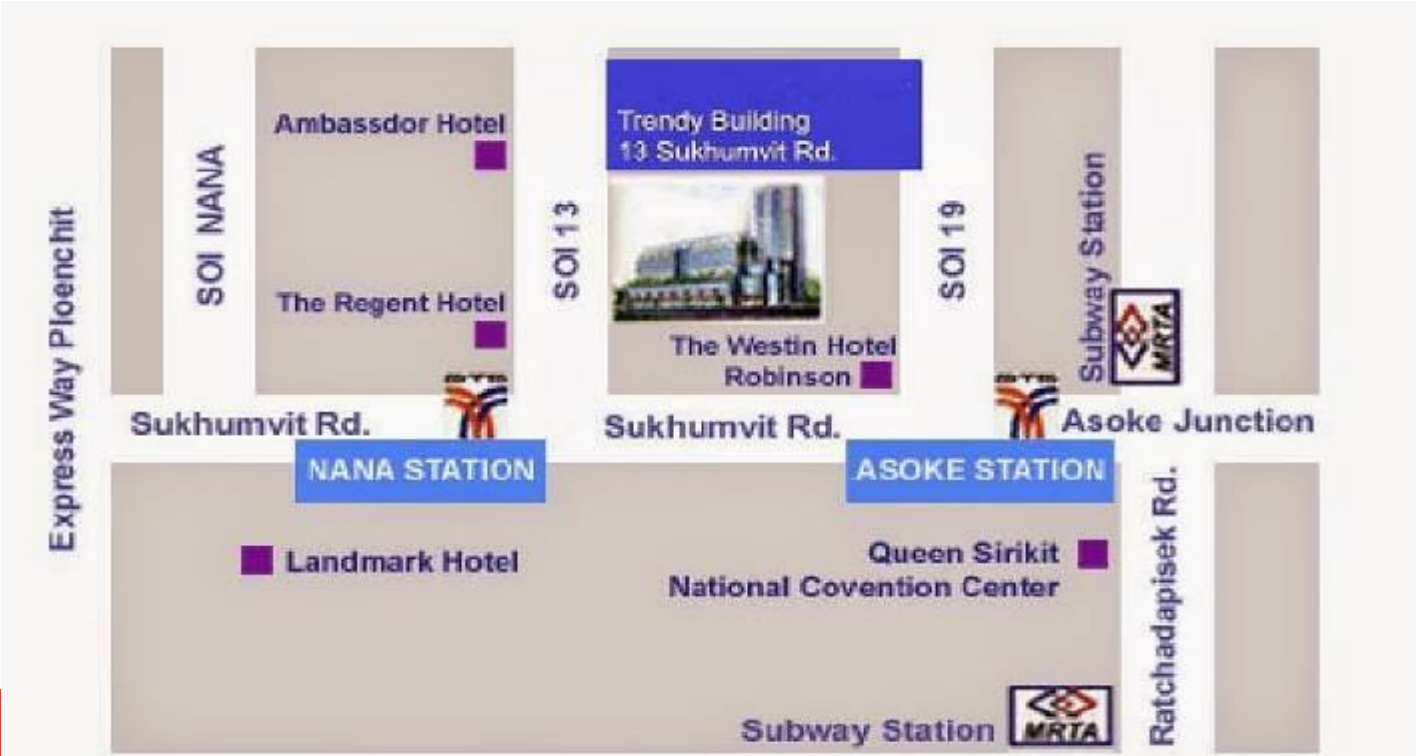 Ambassdor Hotel
Trendy Building
13 Sukhumvit Rd.
SOI NANA
SOI 13
SOI 19
Subway Station
MRTA
Express Way Ploenchit
The Regent Hotel
The Westin Hotel
Robinson
Sukhumvit Rd.
Sukhumvit Rd.
Asoke Junction
NANA STATION
ASOKE STATION
Landmark Hotel
Queen Sirikit
National Covention Center
Ratchadapisek Rd.
Subway Station
MRTA